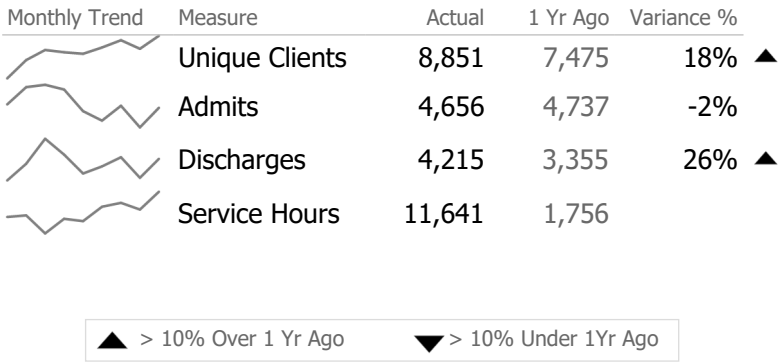 Monthly Trend Measure Actual 1 Yr Ago Variance %
Unique Clients 8,851 7,475 18% ▲
Admits 4,656 4,737 -2%
Discharges 4,215 3,355 26% ▲
Service Hours 11,641 1,756
▲ > 10% Over 1 Yr Ago ▼ > 10% Under 1Yr Ago